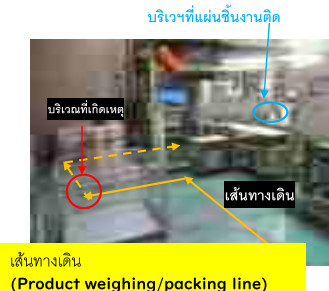 บริเวฯที่แผ่นชิ้นงานติด
บริเวณที่เกิดเหตุ
เส้นทางเดิน
เส้นทางเดิน
(Product weighing/packing line)